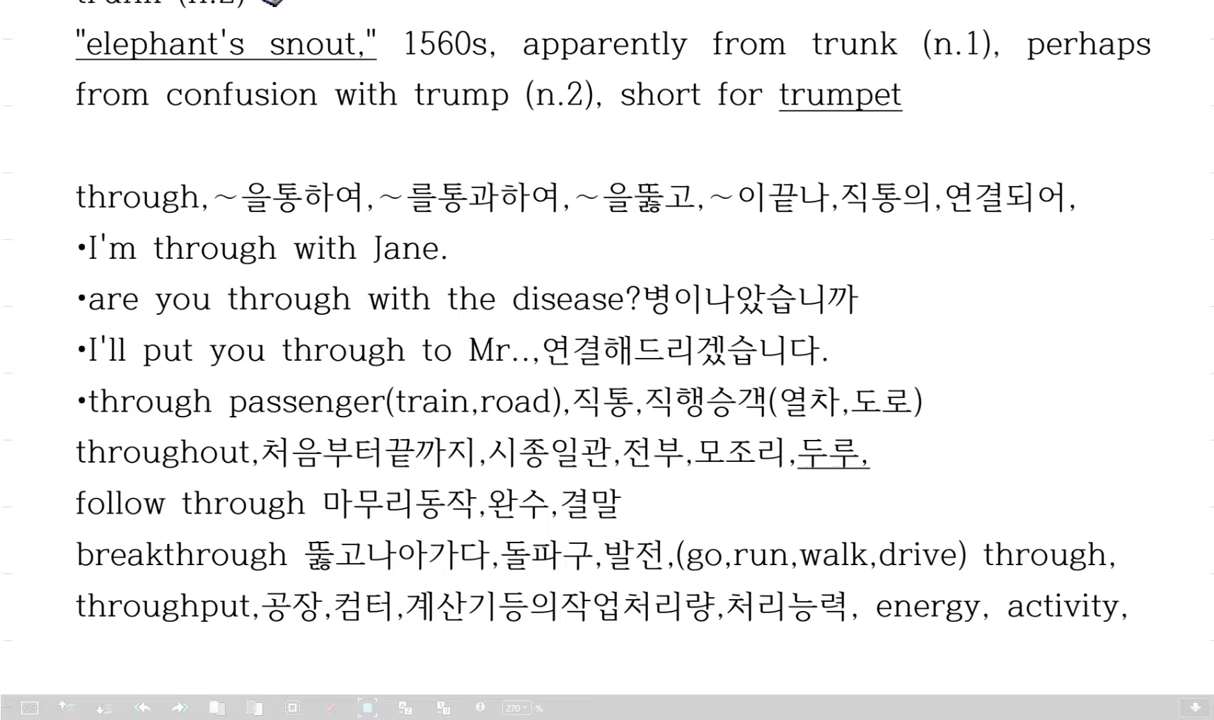 trunk (n.2)
"elephant's snout," 1560s, apparently from trunk (n.1), perhaps
from confusion with trump (n.2), short for trumpet
through,~을통하여,~를통과하여,~을뚫고,~이끝나,직통의,연결되어,
•I'm through with Jane.
•are you through with the disease?병이나았습니까
•I'll put you through to Mr..,연결해드리겠습니다.
•through passenger(train,road),직통,직행승객(열차,도로)
throughout,처음부터끝까지,시종일관,전부,모조리,두루,
follow through 마무리동작,완수,결말
breakthrough 뚫고나아가다,돌파구,발전,(go,run,walk,drive) through,
throughput,공장,컴터,계산기등의작업처리량,처리능력, energy, activity,
270 %